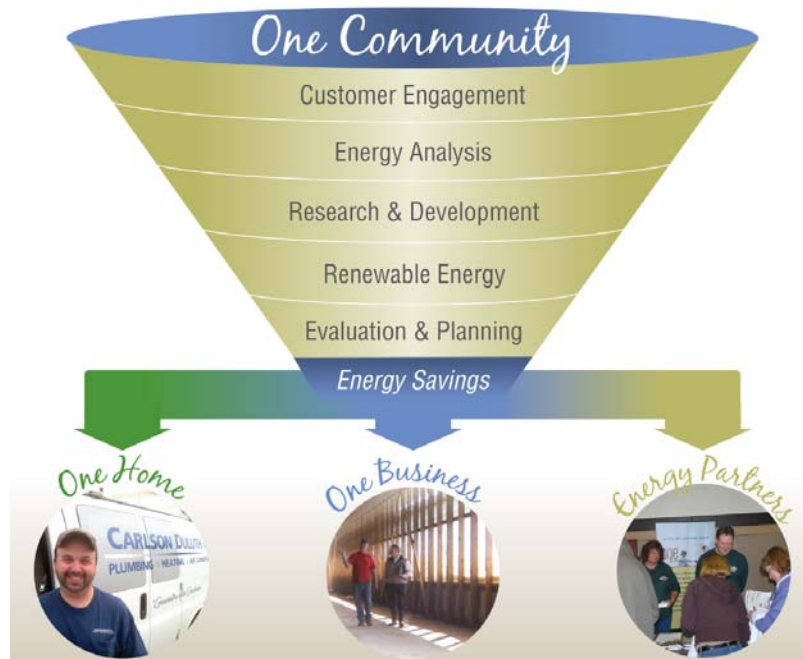 One Community
Customer Engagement
Energy Analysis
Research & Development
Renewable Energy
Evaluation & Planning
Energy Savings
One Home
One Business
Energy Partners
CARLSON DULUTH
PLUMBING • HEATING •